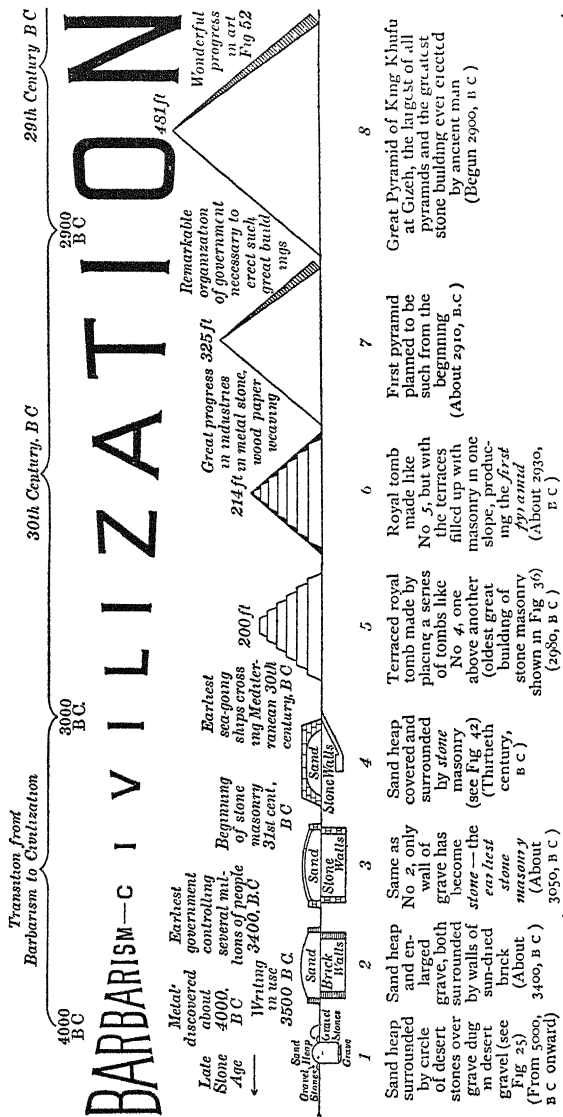 Transition from
Barbarism to Civilization
30th Century, B C
29th Century B C
4000
B C
3000
B C.
2900
B C
BARBARISM—CIVILIZATION
Late
Stone
Age
Metal
discovered
about
4000,
B C
Writing
in use
3500 B C.
Earliest
government
controlling
several mil-
lions of people
3400, B.C
Beginning
of stone
masonry
31st cent,
B C
Earliest
sea-going
ships cross
ing Mediter-
ranean 30th
century, B C
200 ft
Great progress
in industries
in metal stone,
wood paper
weaving
214 ft
325 ft
Remarkable
organization
of government
necessary to
erect such
great build
ings
481 ft
Wonderful
progress
in art
Fig 52
Sand
Gravel Heap
Stones
Gravel
Stones
Grave
Sand
Brick
Walls
Sand
Stone
Walls
Sand
Stone Walls
1
Sand heap
surrounded
by circle
of desert
stones over
grave dug
in desert
gravel (see
Fig 25)
(From 5000,
B C onward)
2
Sand heap
and en-
larged
grave, both
surrounded
by walls of
sun-dried
brick
(About
3400, B C )
3
Same as
No 2, only
wall of
grave has
become
stone — the
earliest
stone
masonry
(About
3050, B C )
4
Sand heap
covered and
surrounded
by stone
masonry
(see Fig 42)
(Thirtieth
century,
B C )
5
Terraced royal
tomb made by
placing a series
of tombs like
No 4, one
above another
(oldest great
building of
stone masonry
shown in Fig 36)
(2980, B C )
6
Royal tomb
made like
No 5, but with
the terraces
filled up with
masonry in one
slope, produc-
ing the first
pyramid
(About 2930,
B C )
7
First pyramid
planned to be
such from the
beginning
(About 2910, B.C )
8
Great Pyramid of King Khufu
at Gizeh, the largest of all
pyramids and the greatest
stone building ever erected
by ancient man
(Begun 2900, B C )